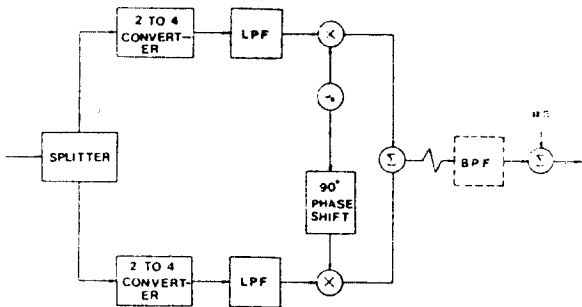 2 TO 4
CONVERT-
ER
LPF
×
SPLITTER
Σ
BPF
Σ
90°
PHASE
SHIFT
2 TO 4
CONVERT-
ER
LPF
×